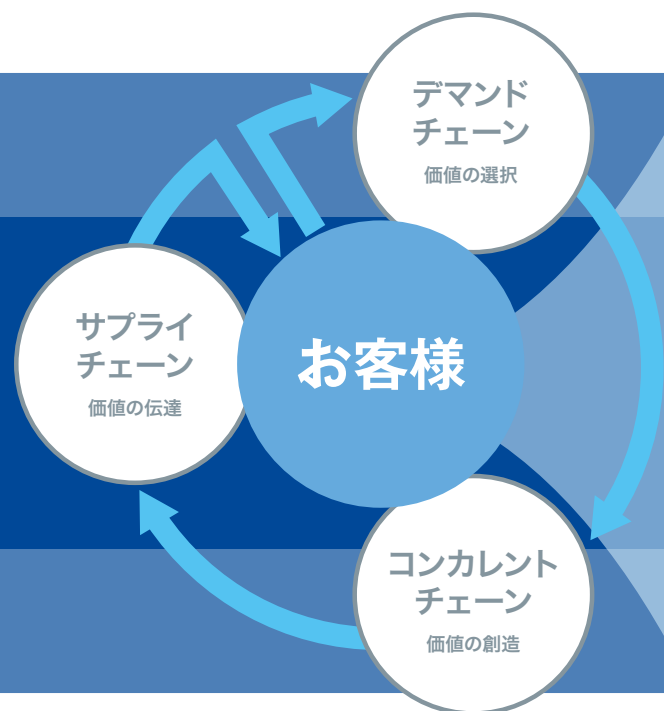 デマンド
チェーン
価値の選択
サプライ
チェーン
価値の伝達
お客様
コンカレント
チェーン
価値の創造